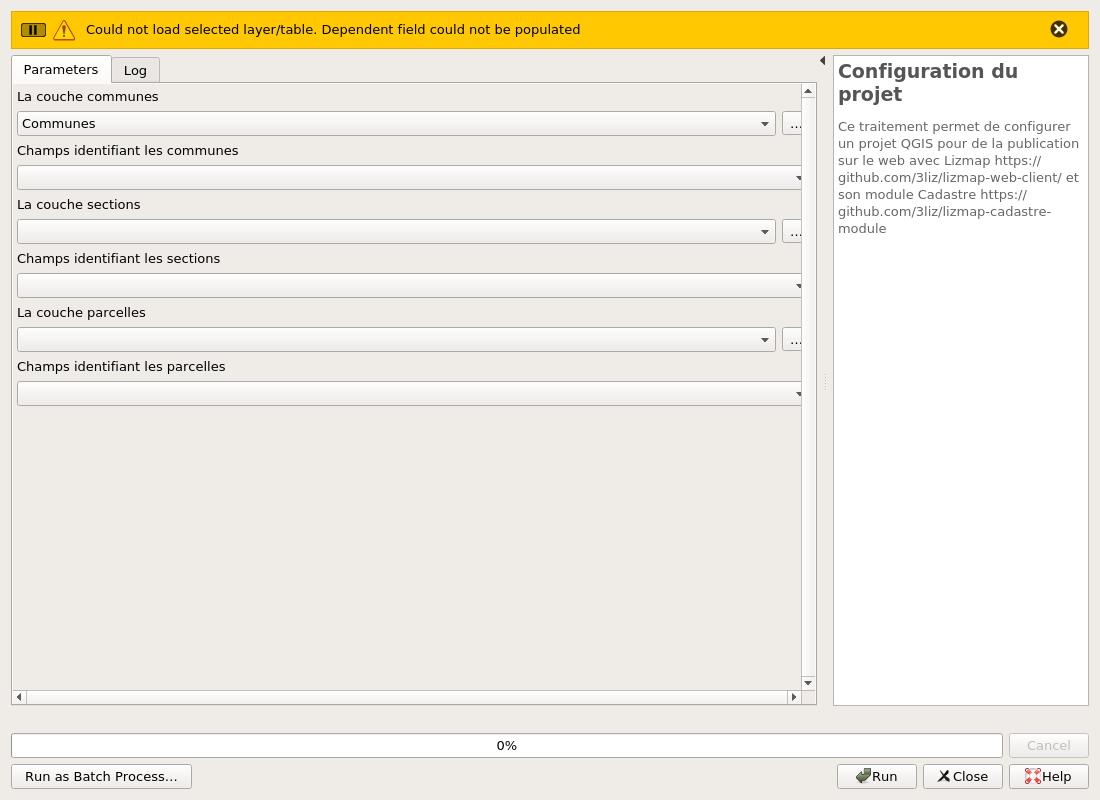 Could not load selected layer/table. Dependent field could not be populated
Parameters
Log
La couche communes
Communes
...
Champs identifiant les communes
La couche sections
...
Champs identifiant les sections
La couche parcelles
...
Champs identifiant les parcelles
Configuration du
projet
Ce traitement permet de configurer
un projet QGIS pour de la publication
sur le web avec Lizmap https://
github.com/3liz/lizmap-web-client/ et
son module Cadastre https://
github.com/3liz/lizmap-cadastre-
module
0%
Cancel
Run as Batch Process...
Run
Close
Help